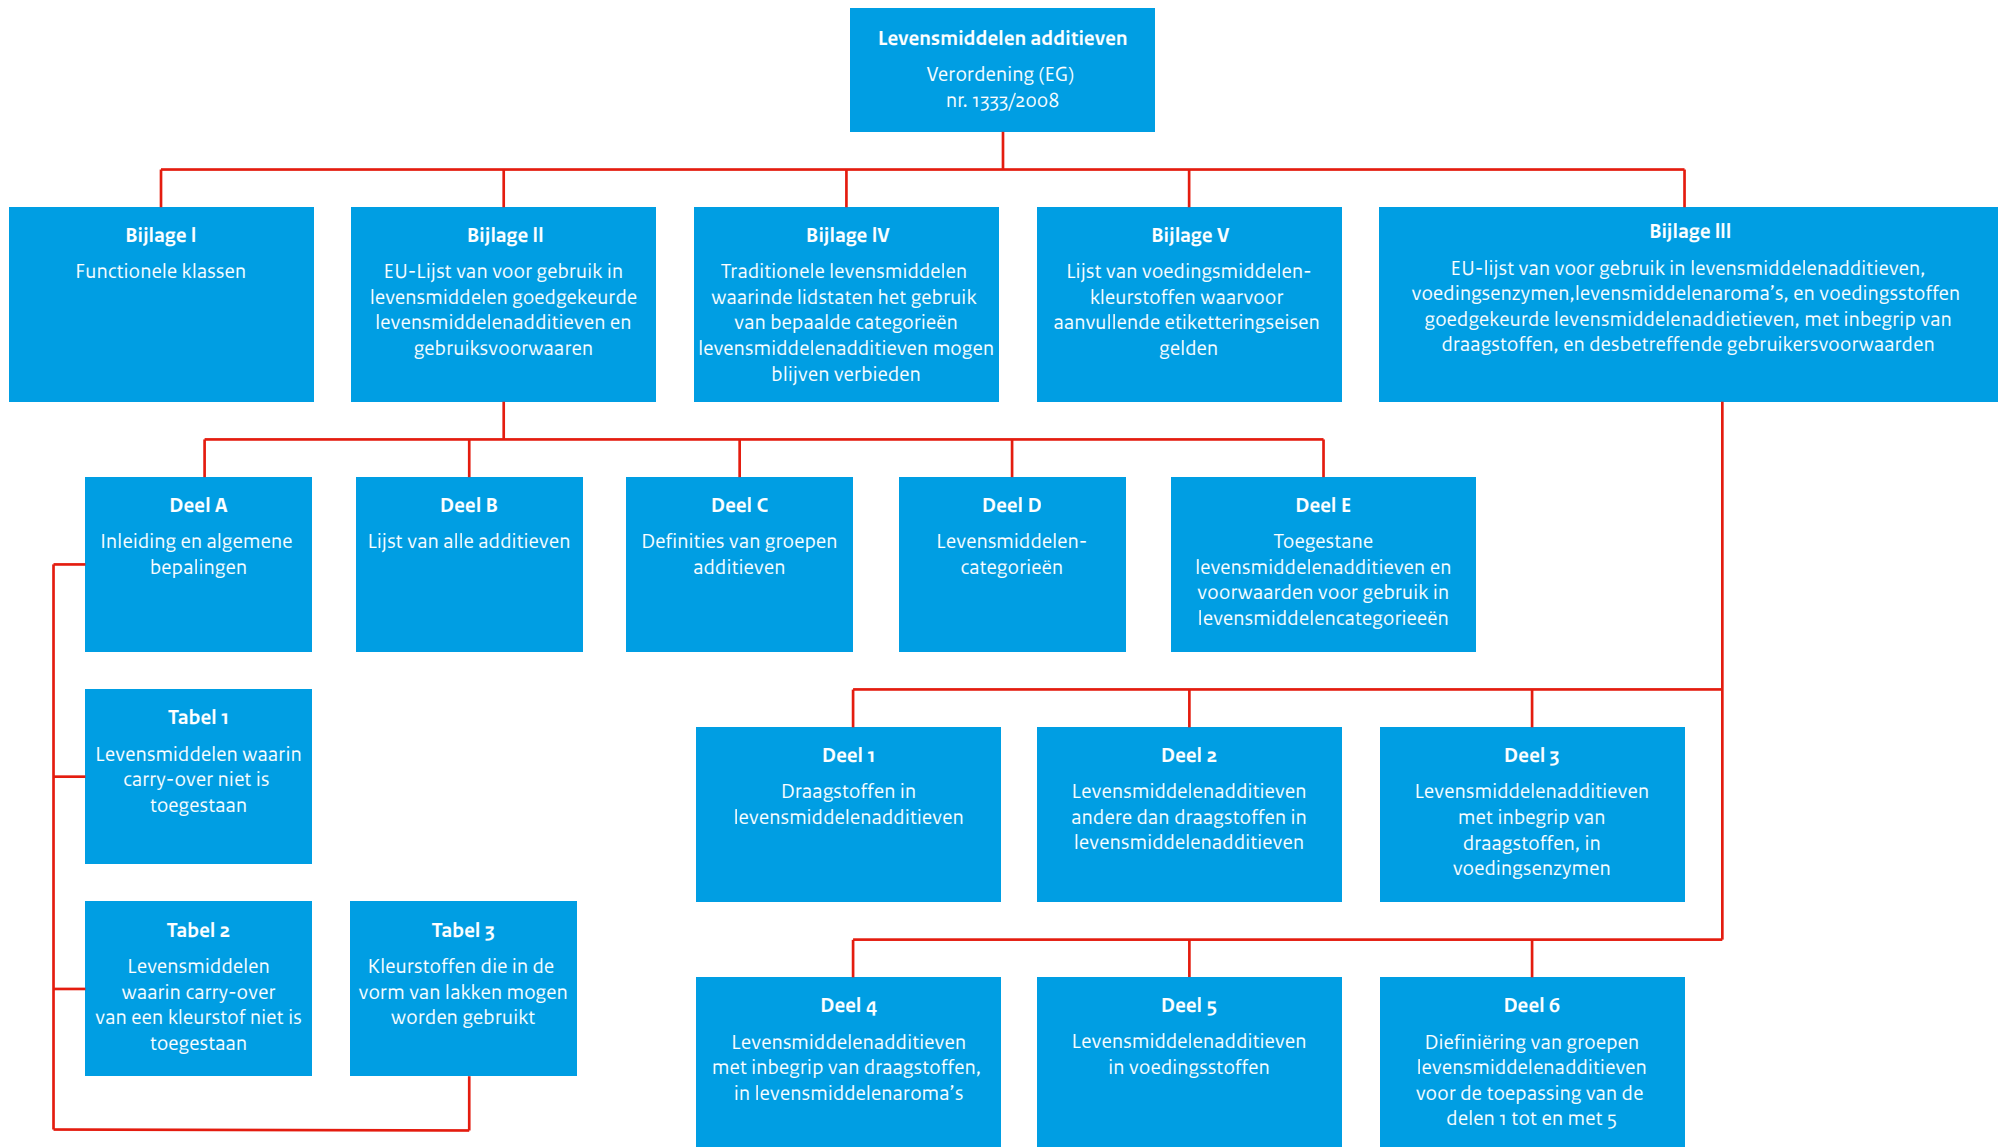 Levensmiddelen additieven
Verordening (EG)
nr. 1333/2008
Bijlage I
Functionele klassen
Bijlage II
EU-Lijst van voor gebruik in
levensmiddelen goedgekeurde
levensmiddelenadditieven en
gebruiksvoorwaaren
Bijlage IV
Traditionele levensmiddelen
waarinde lidstaten het gebruik
van bepaalde categorieën
levensmiddelenadditieven mogen
blijven verbieden
Bijlage V
Lijst van voedingsmiddelen-
kleurstoffen waarvoor
aanvullende etiketteringseisen
gelden
Bijlage III
EU-lijst van voor gebruik in levensmiddelenadditieven,
voedingsenzymen,levensmiddelenaroma's, en voedingsstoffen
goedgekeurde levensmiddelenaddietieven, met inbegrip van
draagstoffen, en desbetreffende gebruikersvoorwaarden
Deel A
Inleiding en algemene
bepalingen
Deel B
Lijst van alle additieven
Deel C
Definities van groepen
additieven
Deel D
Levensmiddelen-
categorieën
Deel E
Toegestane
levensmiddelenadditieven en
voorwaarden voor gebruik in
levensmiddelencategorieeën
Tabel 1
Levensmiddelen waarin
carry-over niet is
toegestaan
Deel 1
Draagstoffen in
levensmiddelenadditieven
Deel 2
Levensmiddelenadditieven
andere dan draagstoffen in
levensmiddelenadditieven
Deel 3
Levensmiddelenadditieven
met inbegrip van
draagstoffen, in
voedingsenzymen
Tabel 2
Levensmiddelen
waarin carry-over
van een kleurstof niet is
toegestaan
Tabel 3
Kleurstoffen die in de
vorm van lakken mogen
worden gebruikt
Deel 4
Levensmiddelenadditieven
met inbegrip van draagstoffen,
in levensmiddelenaroma's
Deel 5
Levensmiddelenadditieven
in voedingsstoffen
Deel 6
Diefiniëring van groepen
levensmiddelenadditieven
voor de toepassing van de
delen 1 tot en met 5